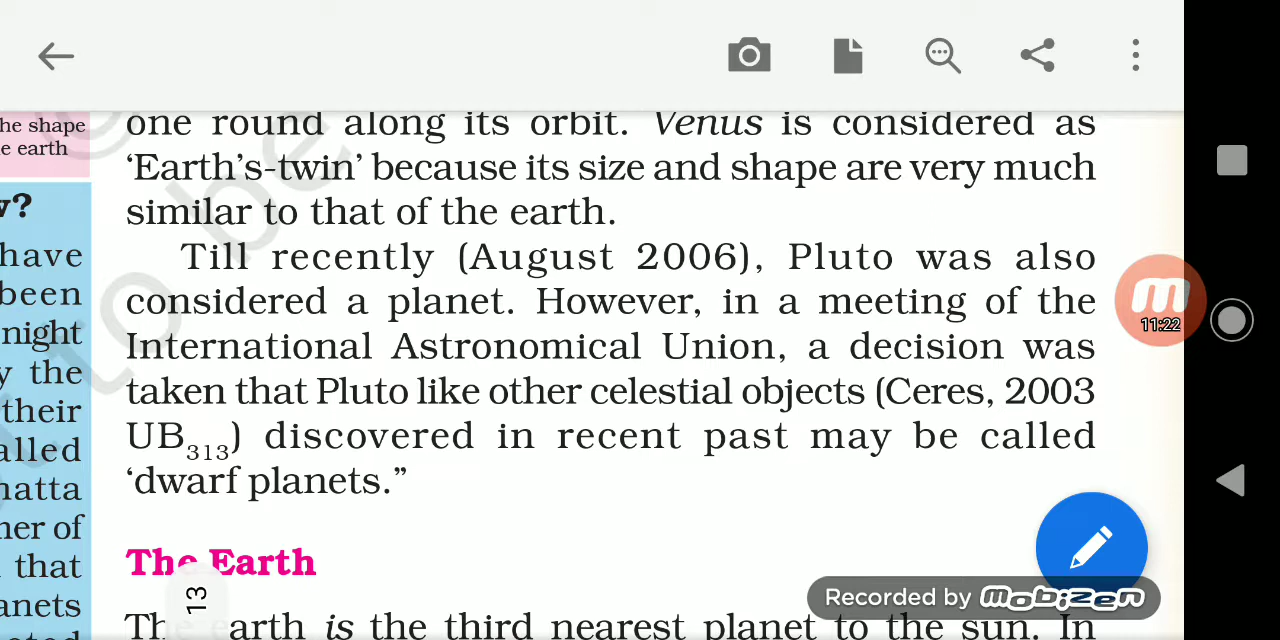 he shape
e earth
w?
have
been
night
y the
their
alled
hatta
ner of
that
anets
one round along its orbit. Venus is considered as
‘Earth’s-twin’ because its size and shape are very much
similar to that of the earth.
Till recently (August 2006), Pluto was also
considered a planet. However, in a meeting of the
International Astronomical Union, a decision was
taken that Pluto like other celestial objects (Ceres, 2003
UB313) discovered in recent past may be called
‘dwarf planets.”
The Earth
The earth is the third nearest planet to the sun. In
13
to be
11:22
Recorded by mobizen